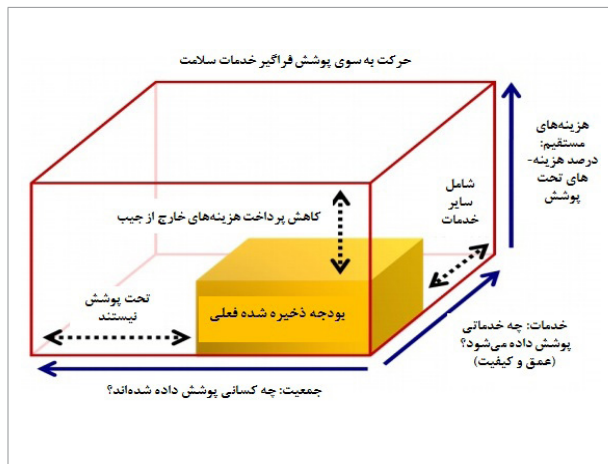 حرکت به سوی پوشش فراگیر خدمات سلامت
هزینه‌های
مستقیم:
درصد هزینه-
های تحت
پوشش
شامل
سایر
خدمات
کاهش پرداخت هزینه‌های خارج از جیب
تحت پوشش
نیستند
بودجه ذخیره شده فعلی
خدمات: چه خدماتی
پوشش داده می‌شود؟
(عمق و کیفیت)
جمعیت: چه کسانی پوشش داده شده‌اند؟